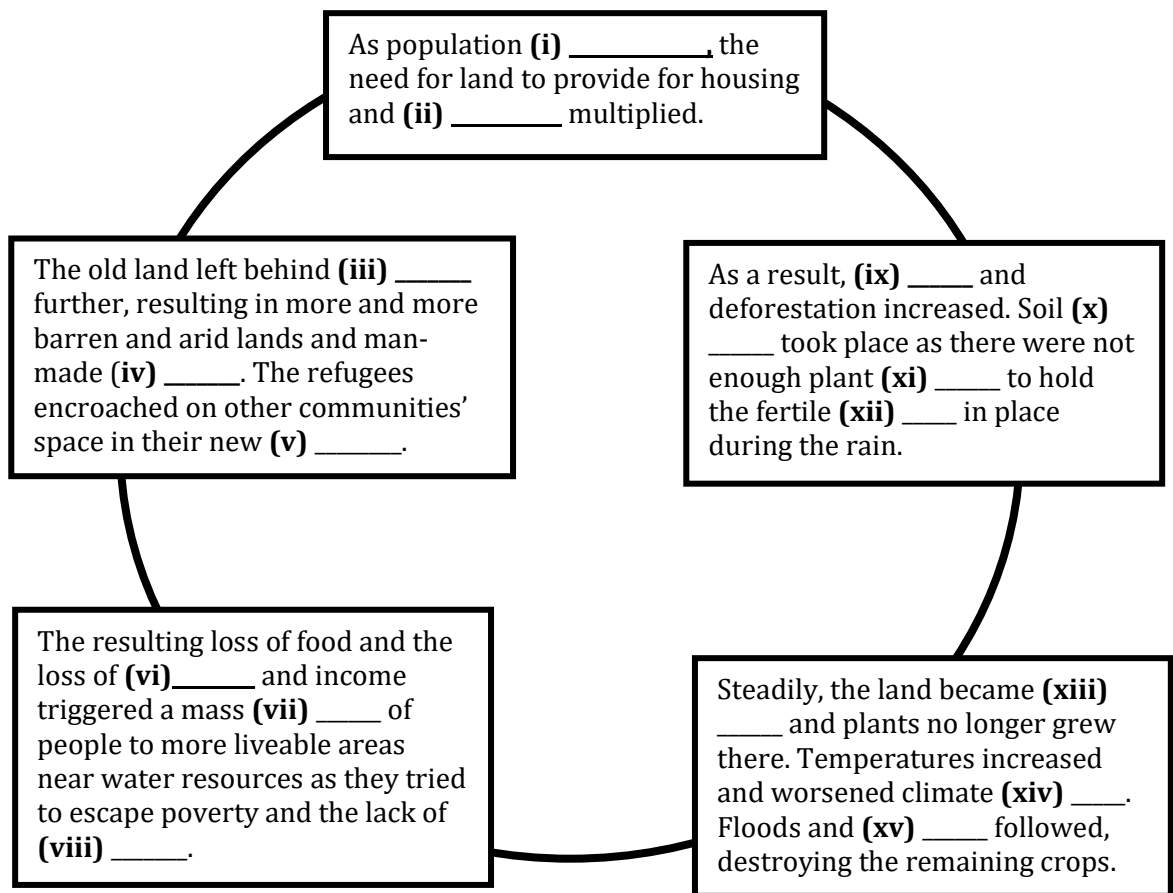 As population (i) __________, the
need for land to provide for housing
and (ii) ________ multiplied.
The old land left behind (iii) ______
further, resulting in more and more
barren and arid lands and man-
made (iv) ______. The refugees
encroached on other communities’
space in their new (v) _______.
As a result, (ix) _____ and
deforestation increased. Soil (x)
_____ took place as there were not
enough plant (xi) _____ to hold
the fertile (xii) ____ in place
during the rain.
The resulting loss of food and the
loss of (vi)______ and income
triggered a mass (vii) _____ of
people to more liveable areas
near water resources as they tried
to escape poverty and the lack of
(viii) ______.
Steadily, the land became (xiii)
_____ and plants no longer grew
there. Temperatures increased
and worsened climate (xiv) ____.
Floods and (xv) _____ followed,
destroying the remaining crops.